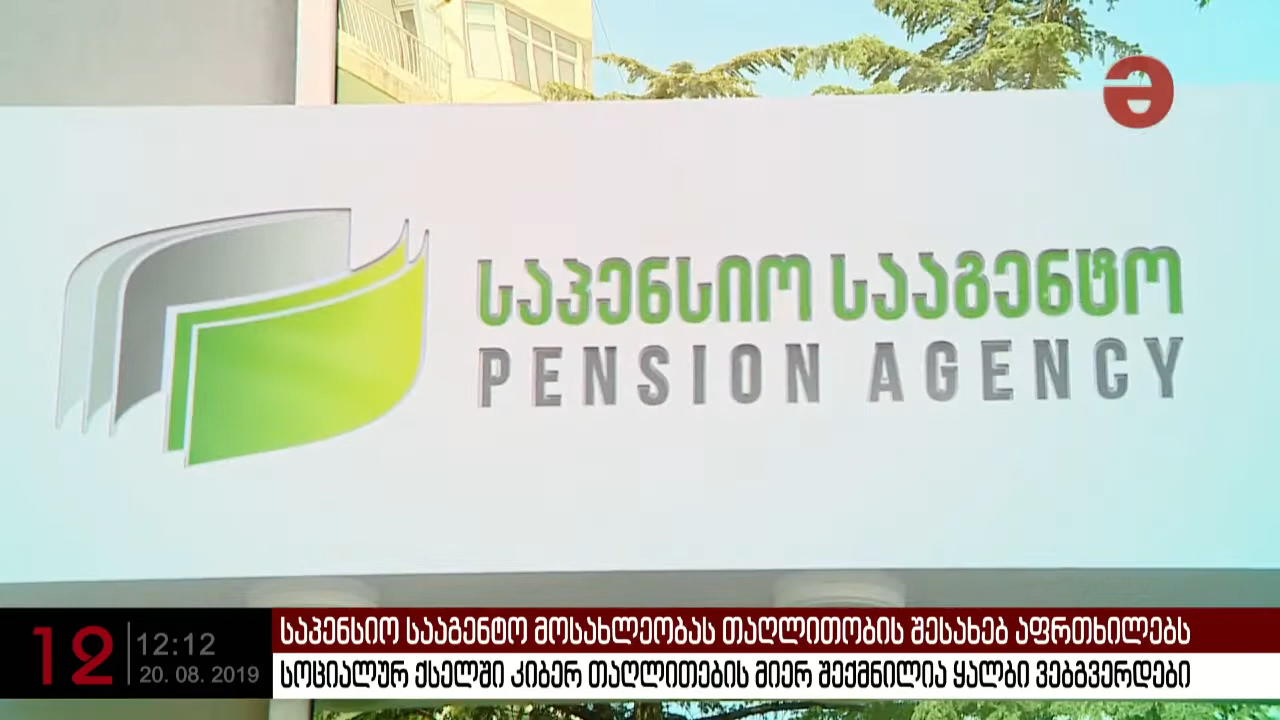 საპენსიო სააგენტო
PENSION AGENCY
12
12:12
20. 08. 2019
საპენსიო სააგენტო მოსახლეობას თაღლითობის შესახებ აფრთხილებს
სოციალურ ქსელში კიბერ თაღლითების მიერ შექმნილია ყალბი ვებგვერდები